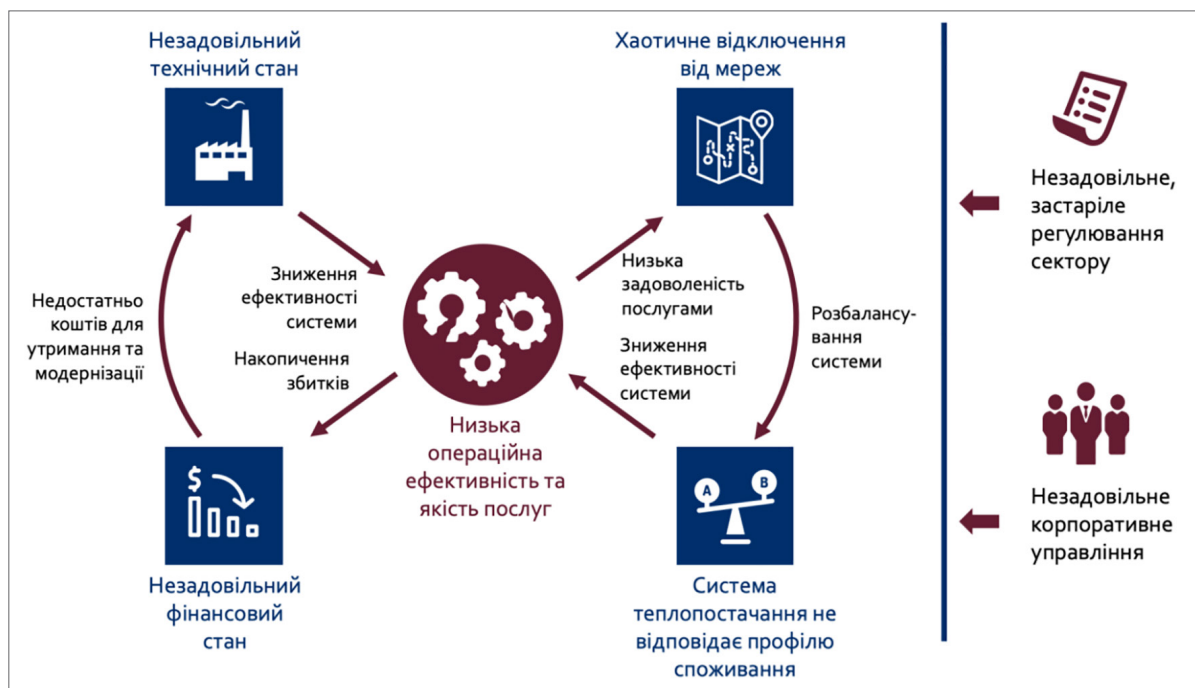 Незадовільний
технічний стан
Хаотичне відключення
від мереж
Зниження
ефективності
системи
Недостатньо
коштів для
утримання та
модернізації
Накопичення
збитків
Низька
операційна
ефективність та
якість послуг
Низька
задоволеність
послугами
Зниження
ефективності
системи
Розбалансу-
вання
системи
$
Незадовільний
фінансовий
стан
A
B
Система
теплопостачання не
відповідає профілю
споживання
Незадовільне,
застаріле
регулювання
сектору
Незадовільне
корпоративне
управління